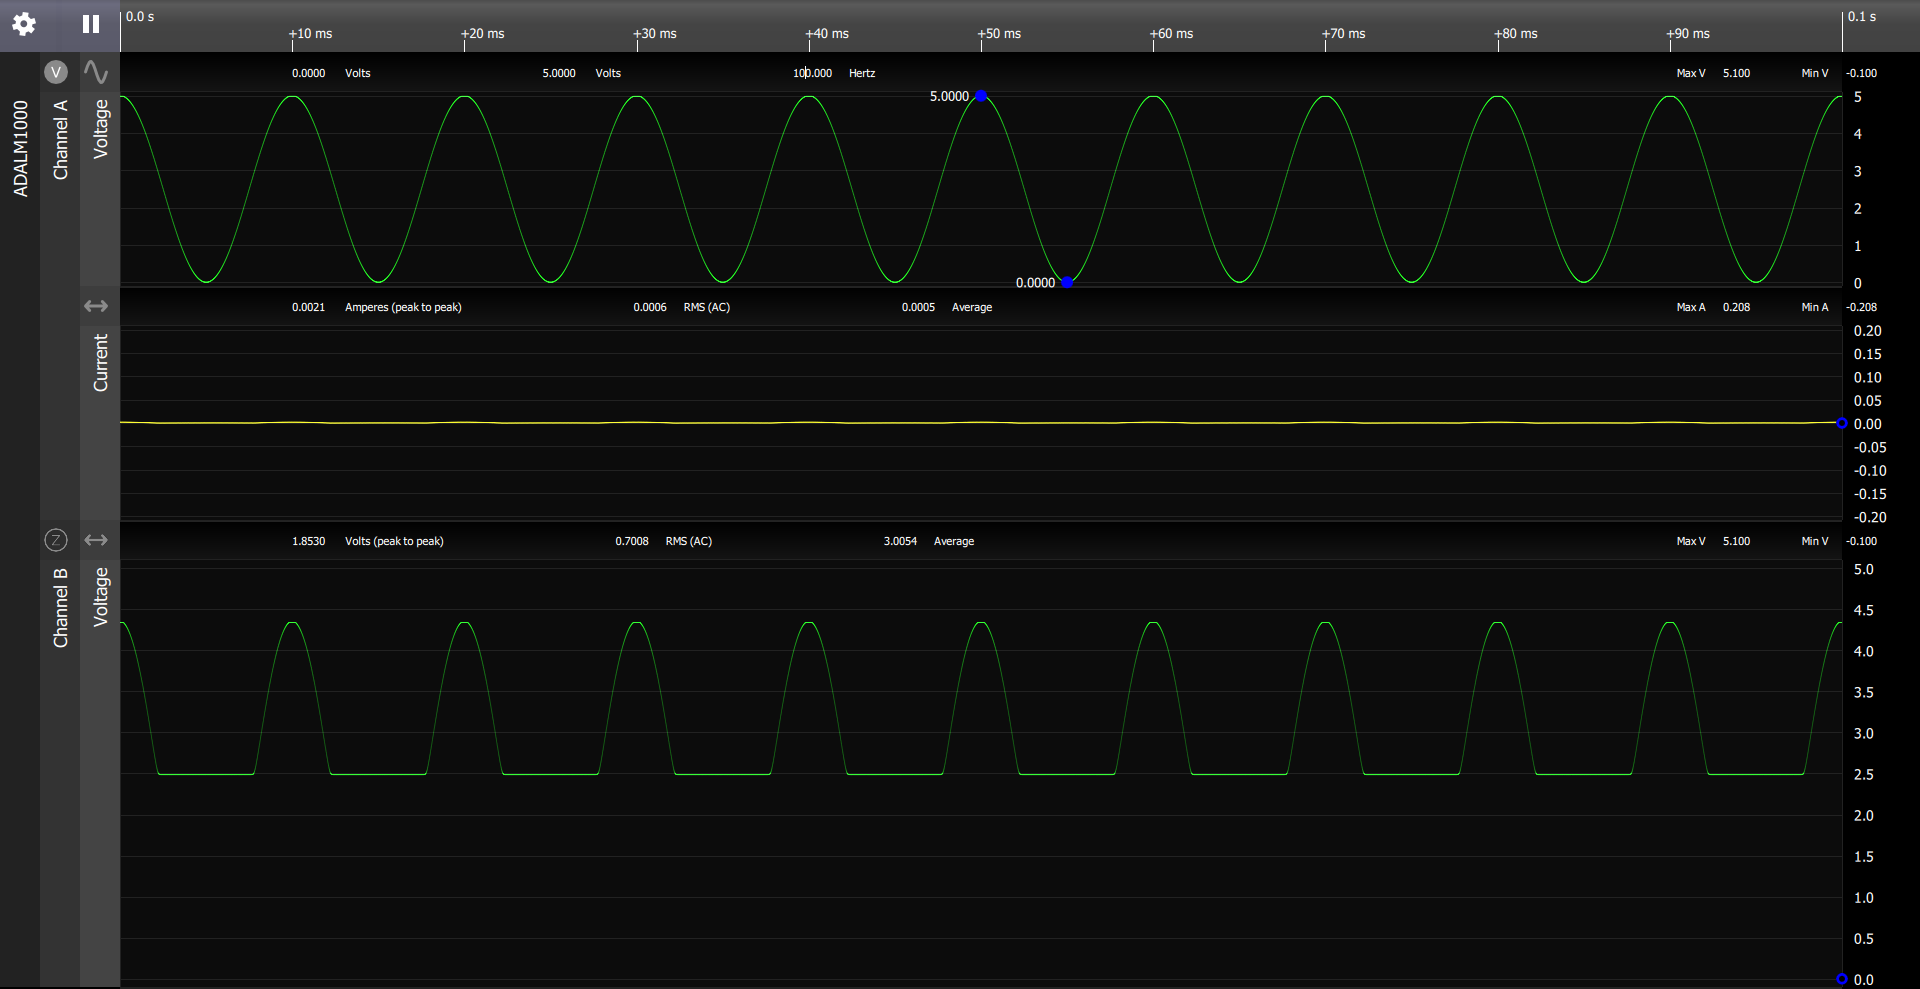 0.0 s
0.1 s
+10 ms +20 ms +30 ms +40 ms +50 ms +60 ms +70 ms +80 ms +90 ms
ADALM1000
Channel A
V
Voltage
0.0000 Volts 5.0000 Volts 100.000 Hertz Max V 5.100 Min V -0.100
5.0000
0.0000
5
4
3
2
1
0
Current
0.0021 Amperes (peak to peak) 0.0006 RMS (AC) 0.0005 Average Max A 0.208 Min A -0.208
0.20
0.15
0.10
0.05
0.00
-0.05
-0.10
-0.15
-0.20
Channel B
Z
Voltage
1.8530 Volts (peak to peak) 0.7008 RMS (AC) 3.0054 Average Max V 5.100 Min V -0.100
5.0
4.5
4.0
3.5
3.0
2.5
2.0
1.5
1.0
0.5
0.0